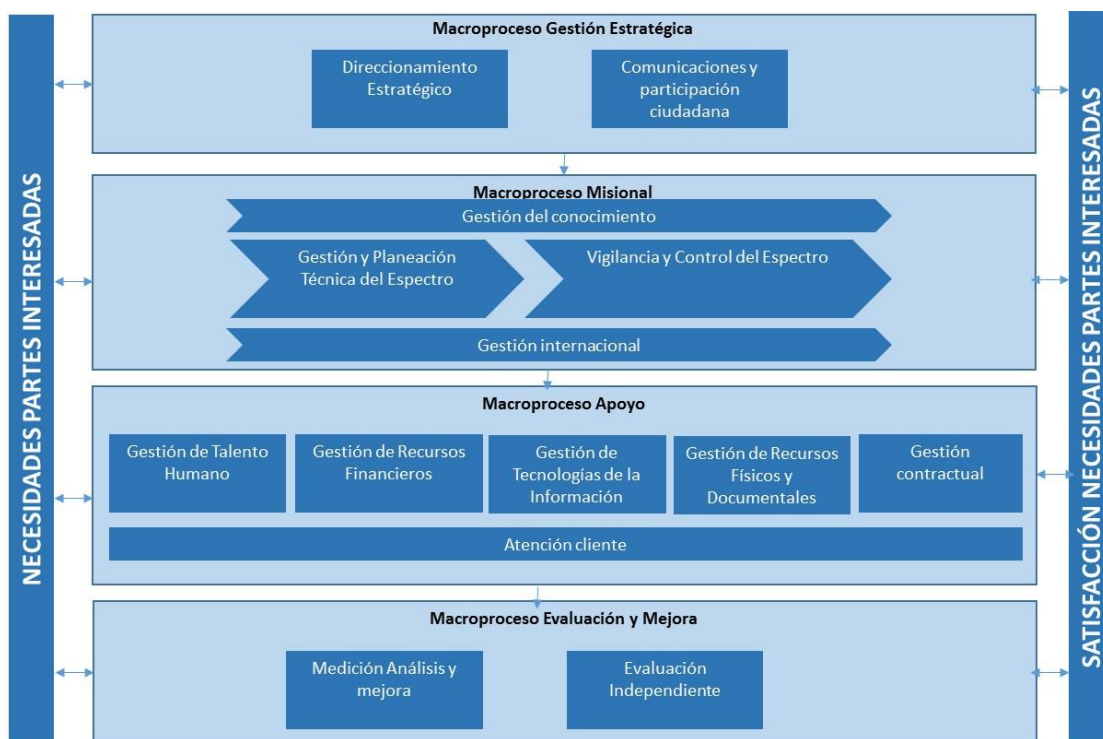 NECESIDADES PARTES INTERESADAS
Macroproceso Gestión Estratégica
Direccionamiento
Estratégico
Comunicaciones y
participación
ciudadana
Macroproceso Misional
Gestión del conocimiento
Gestión y Planeación
Técnica del Espectro
Vigilancia y Control del Espectro
Gestión internacional
Macroproceso Apoyo
Gestión de Talento
Humano
Gestión de Recursos
Financieros
Gestión de
Tecnologías de la
Información
Gestión de Recursos
Físicos y
Documentales
Gestión
contractual
Atención cliente
Macroproceso Evaluación y Mejora
Medición Análisis y
mejora
Evaluación
Independiente
SATISFACCIÓN NECESIDADES PARTES INTERESADAS